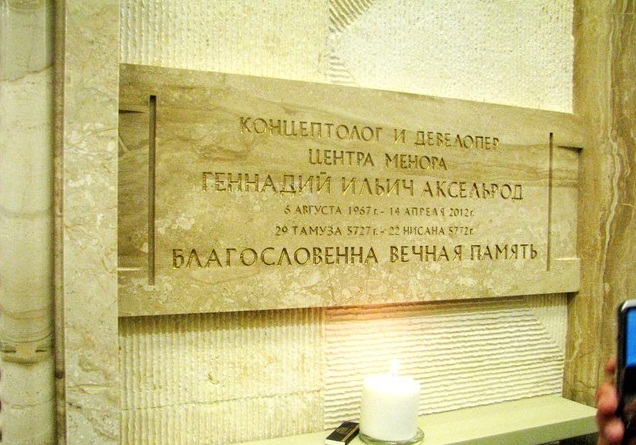 КОНЦЕПТОЛОГ И ДЕВЕЛОПЕР
ЦЕНТРА МЕНОРА
ГЕННАДИЙ ИЛЬИЧ АКСЕЛЬРОД
6 АВГУСТА 1967 г. - 14 АПРЕЛЯ 2012 г.
29 ТАМУЗА 5727 г. - 22 НИСАНА 5772 г.
БЛАГОСЛОВЕННА ВЕЧНАЯ ПАМЯТЬ